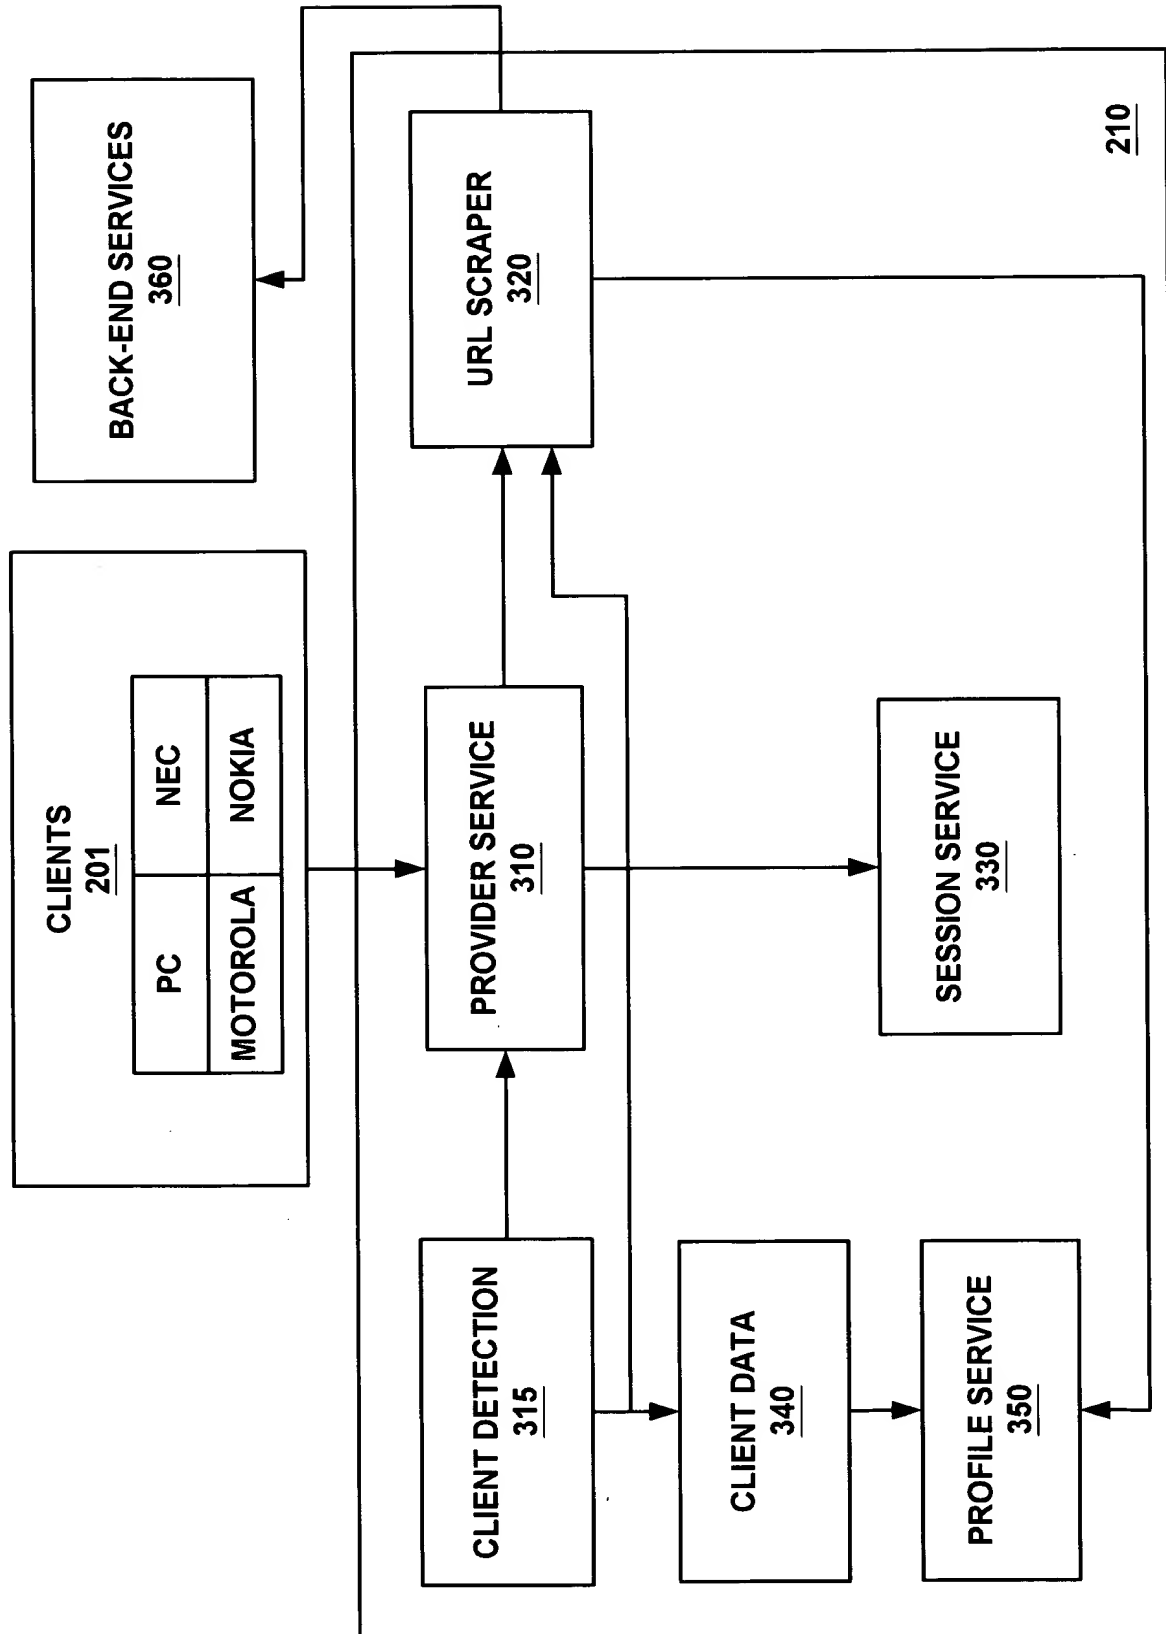 CLIENTS
201
PC
NEC
MOTOROLA
NOKIA
BACK-END SERVICES
360
CLIENT DETECTION
315
PROVIDER SERVICE
310
URL SCRAPER
320
CLIENT DATA
340
PROFILE SERVICE
350
SESSION SERVICE
330
210